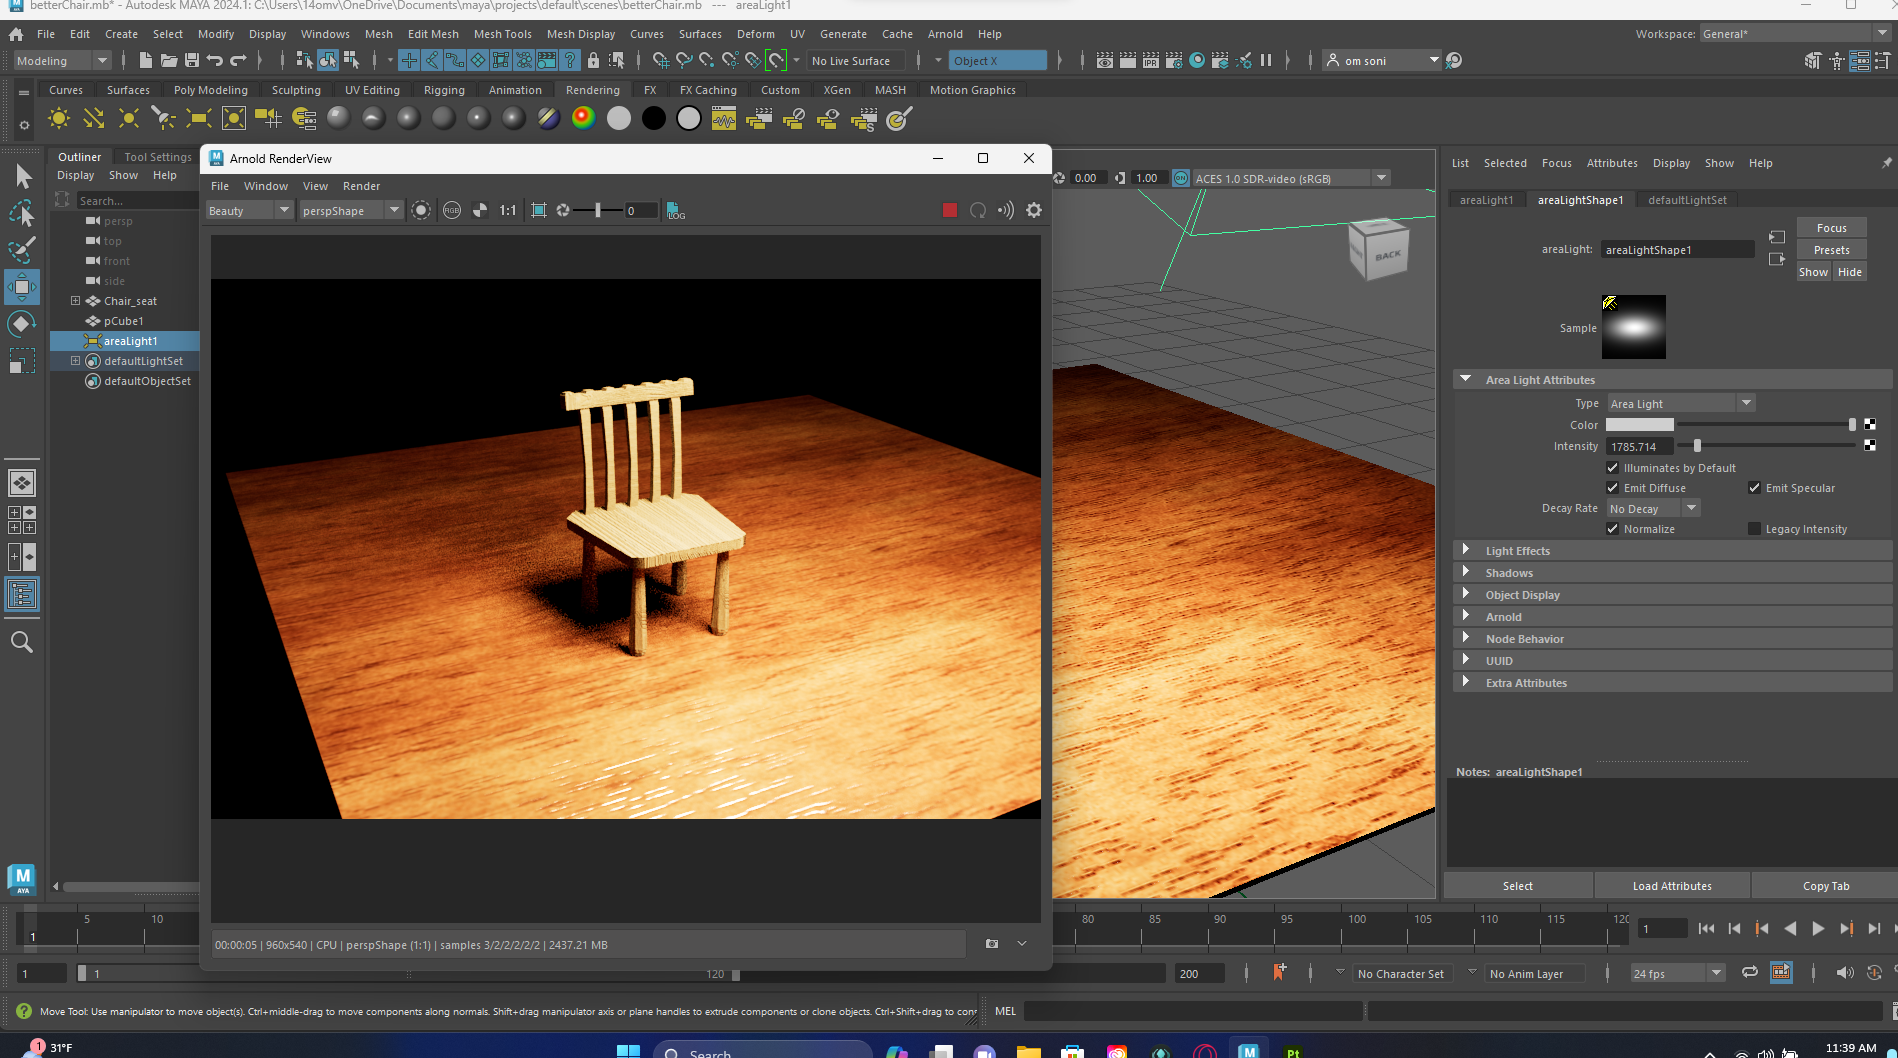 betterChair.mb* - Autodesk MAYA 2024.1: C:\Users\14omv\OneDrive\Documents\maya\projects\default\scenes\betterChair.mb --- areaLight1
File Edit Create Select Modify Display Windows Mesh Edit Mesh Mesh Tools Mesh Display Curves Surfaces Deform UV Generate Cache Arnold Help
Workspace: General*
Modeling
No Live Surface
Object X
IPR
om soni
Curves Surfaces Poly Modeling Sculpting UV Editing Rigging Animation Rendering FX FX Caching Custom XGen MASH Motion Graphics
Outliner Tool Settings
Display Show Help
Search...
persp
top
front
side
Chair_seat
pCube1
areaLight1
defaultLightSet
defaultObjectSet
Arnold RenderView
File Window View Render
Beauty
perspShape
RGB
1:1
0
LOG
0.00
1.00
ON
ACES 1.0 SDR-video (sRGB)
BACK
00:00:05 | 960x540 | CPU | perspShape (1:1) | samples 3/2/2/2/2/2 | 2437.21 MB
List Selected Focus Attributes Display Show Help
areaLight1 areaLightShape1 defaultLightSet
areaLight: areaLightShape1
Focus
Presets
Show Hide
Sample
Area Light Attributes
Type Area Light
Color
Intensity 1785.714
Illuminates by Default
Emit Diffuse Emit Specular
Decay Rate No Decay
Normalize Legacy Intensity
Light Effects
Shadows
Object Display
Arnold
Node Behavior
UUID
Extra Attributes
Notes: areaLightShape1
Select Load Attributes Copy Tab
M
AYA
5 10 80 85 90 95 100 105 110 115 120
1
1
1 1 120 200
No Character Set
No Anim Layer
24 fps
Move Tool: Use manipulator to move object(s). Ctrl+middle-drag to move components along normals. Shift+drag manipulator axis or plane handles to extrude components or clone objects. Ctrl+Shift+drag to con
MEL
1
31°F
Search
M
Pt
11:39 AM